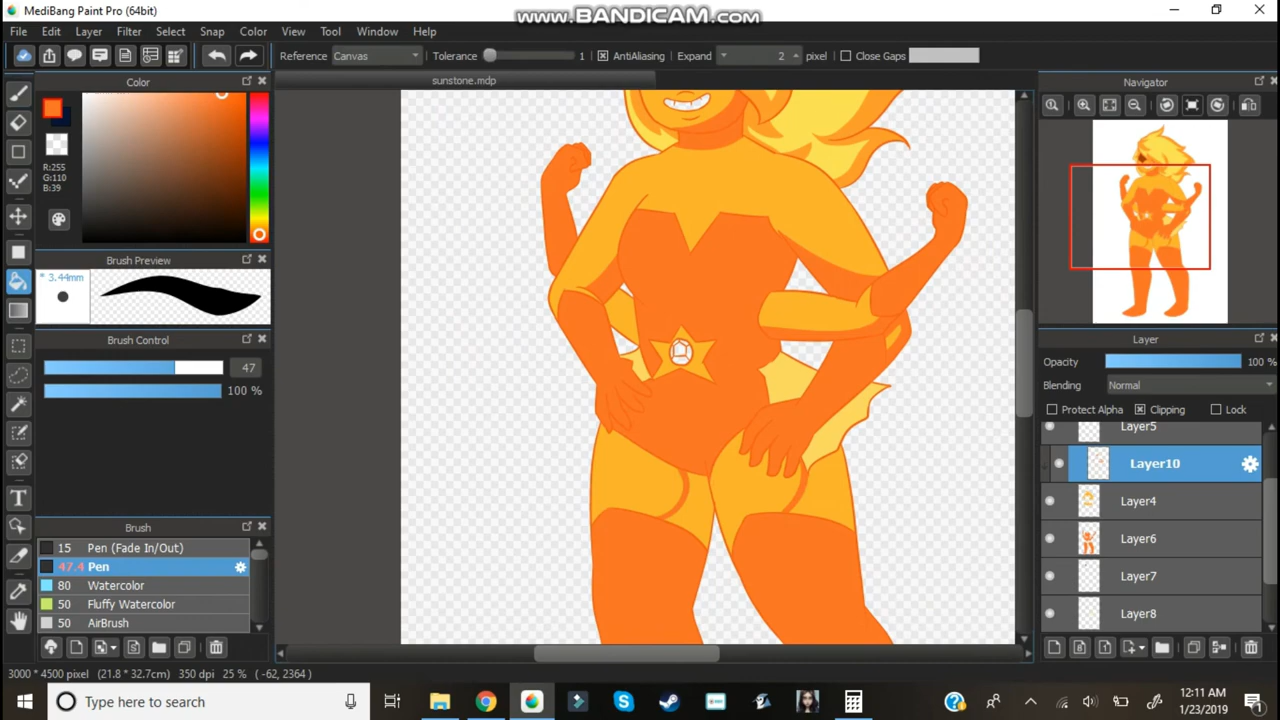 MediBang Paint Pro (64bit)
www.BANDICAM.com
File Edit Layer Filter Select Snap Color View Tool Window Help
Reference Canvas Tolerance 1 AntiAliasing Expand 2 pixel Close Gaps
Color
sunstone.mdp
Navigator
R:255
G:110
B:39
Brush Preview
* 3.44mm
Brush Control
47
100 %
Layer
Opacity 100 %
Blending Normal
Protect Alpha Clipping Lock
Layer5
Layer10
Layer4
Layer6
Layer7
Layer8
Brush
15 Pen (Fade In/Out)
47.4 Pen
80 Watercolor
50 Fluffy Watercolor
50 AirBrush
3000 * 4500 pixel (21.8 * 32.7cm) 350 dpi 25 % ( -62, 2364 )
Type here to search
12:11 AM
1/23/2019